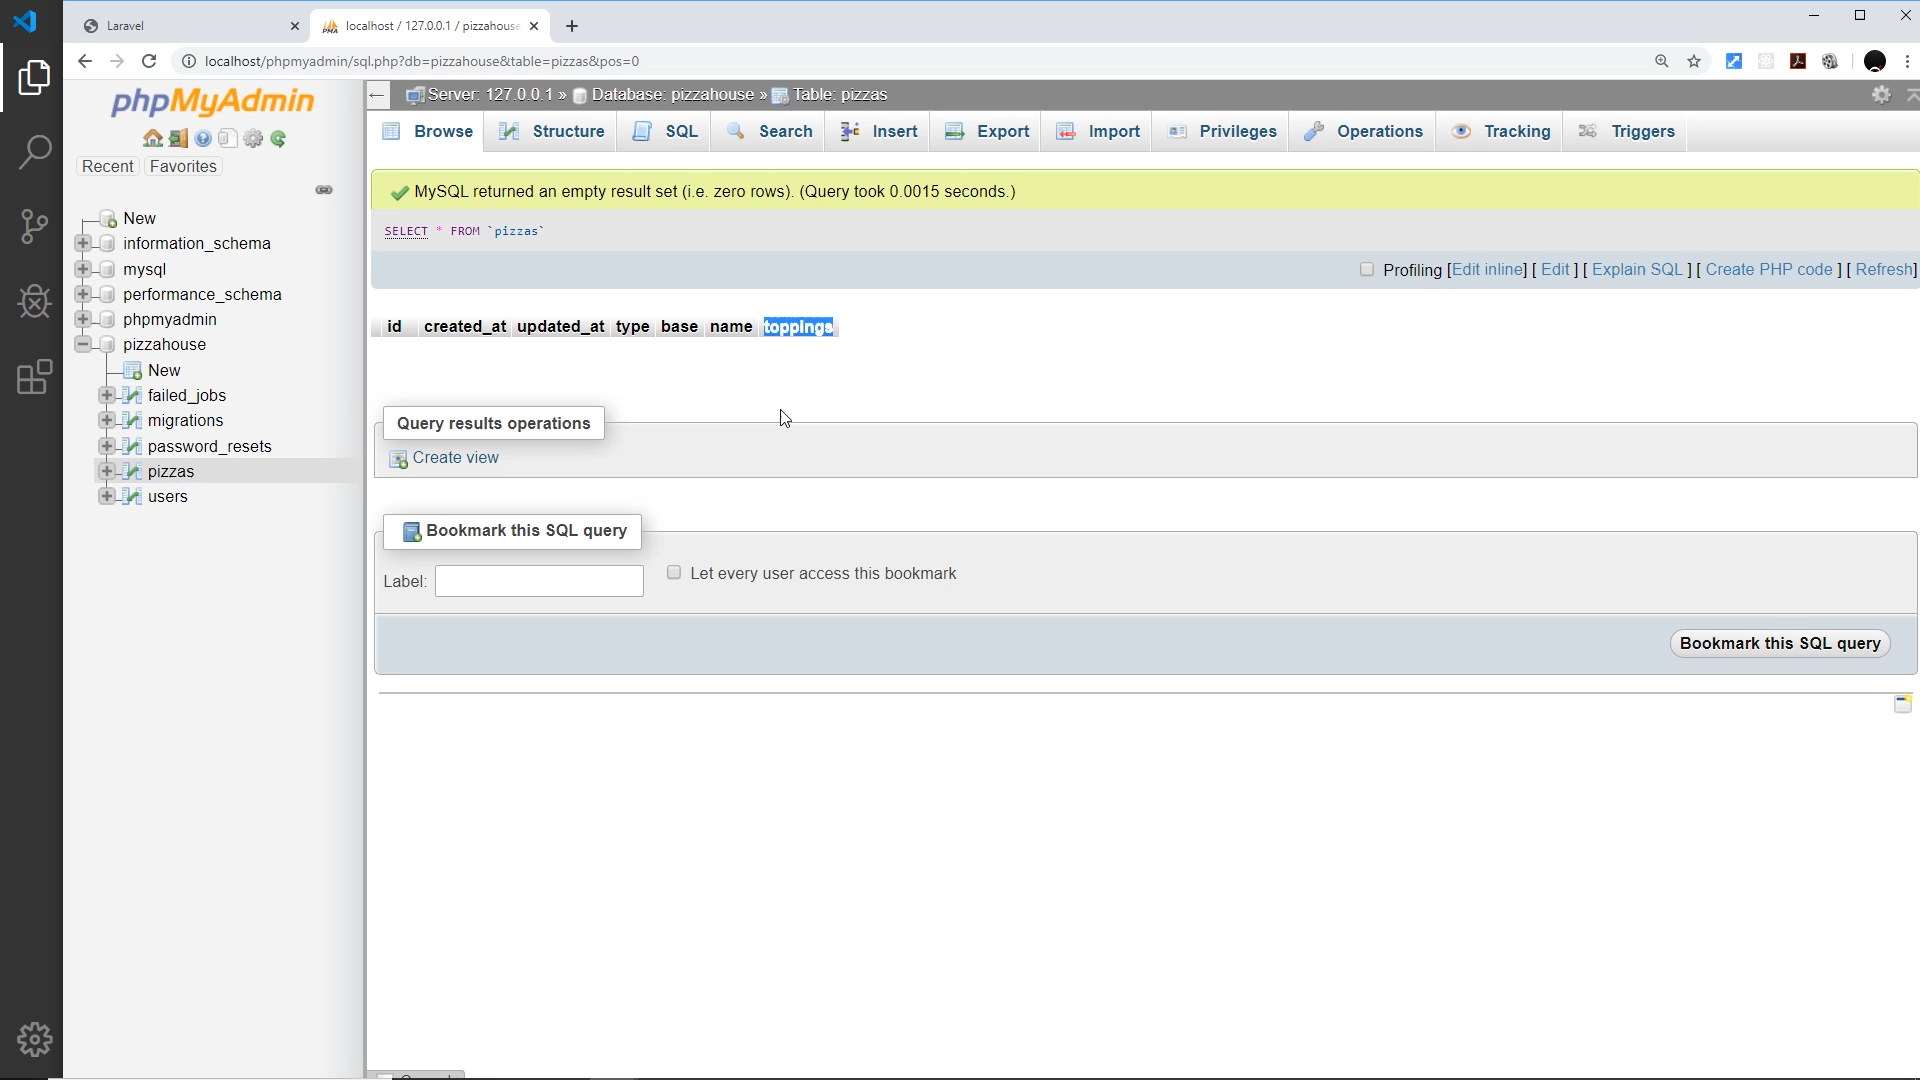 Laravel
localhost / 127.0.0.1 / pizzahouse
localhost/phpmyadmin/sql.php?db=pizzahouse&table=pizzas&pos=0
phpMyAdmin
Recent Favorites
New
information_schema
mysql
performance_schema
phpmyadmin
pizzahouse
New
failed_jobs
migrations
password_resets
pizzas
users
Server: 127.0.0.1 » Database: pizzahouse » Table: pizzas
Browse Structure SQL Search Insert Export Import Privileges Operations Tracking Triggers
MySQL returned an empty result set (i.e. zero rows). (Query took 0.0015 seconds.)
SELECT * FROM `pizzas`
Profiling [Edit inline] [ Edit ] [ Explain SQL ] [ Create PHP code ] [ Refresh]
id created_at updated_at type base name toppings
Query results operations
Create view
Bookmark this SQL query
Label:
Let every user access this bookmark
Bookmark this SQL query